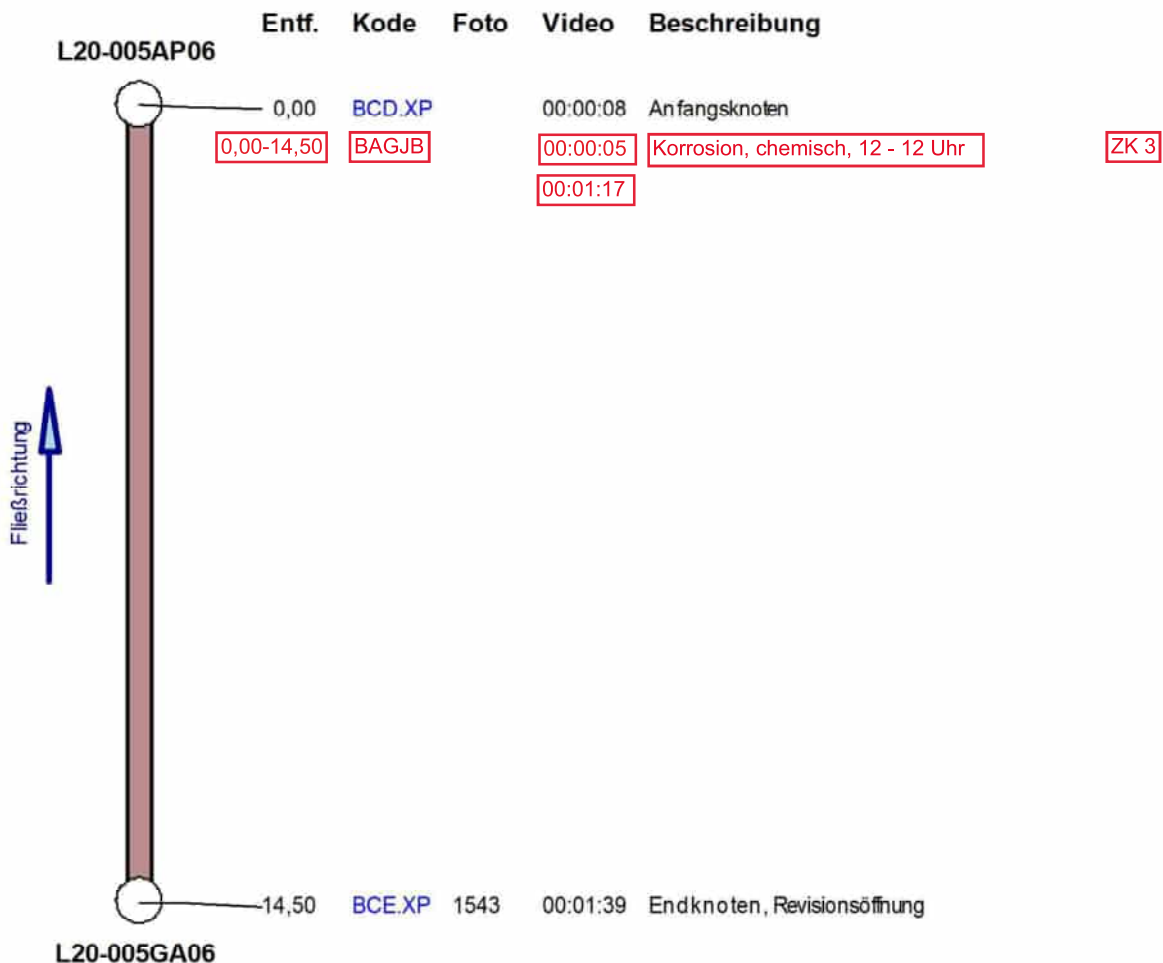 Entf. Kode Foto Video Beschreibung
L20-005AP06
0,00 BCD.XP 00:00:08 Anfangsknoten
0,00-14,50 BAGJB 00:00:05 Korrosion, chemisch, 12 - 12 Uhr ZK 3
00:01:17
Fließrichtung
14,50 BCE.XP 1543 00:01:39 Endknoten, Revisionsöffnung
L20-005GA06